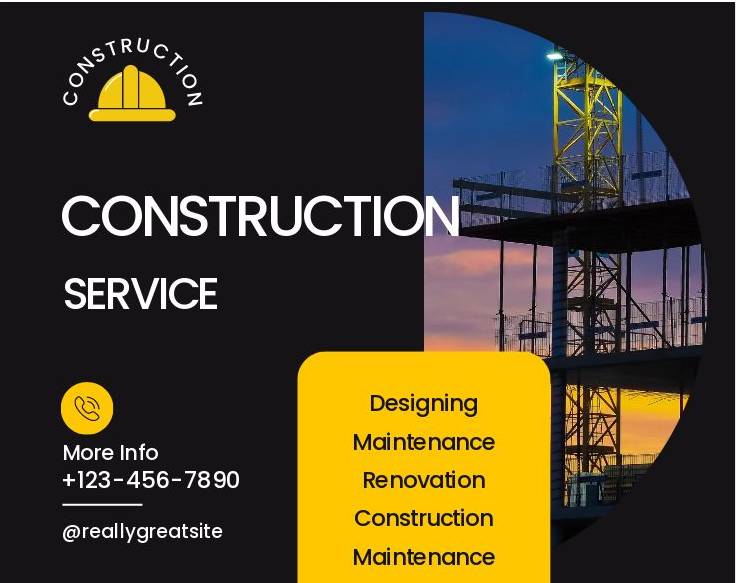 CONSTRUCTION
CONSTRUCTION
SERVICE
More Info
+123-456-7890
@reallygreatsite
Designing
Maintenance
Renovation
Construction
Maintenance